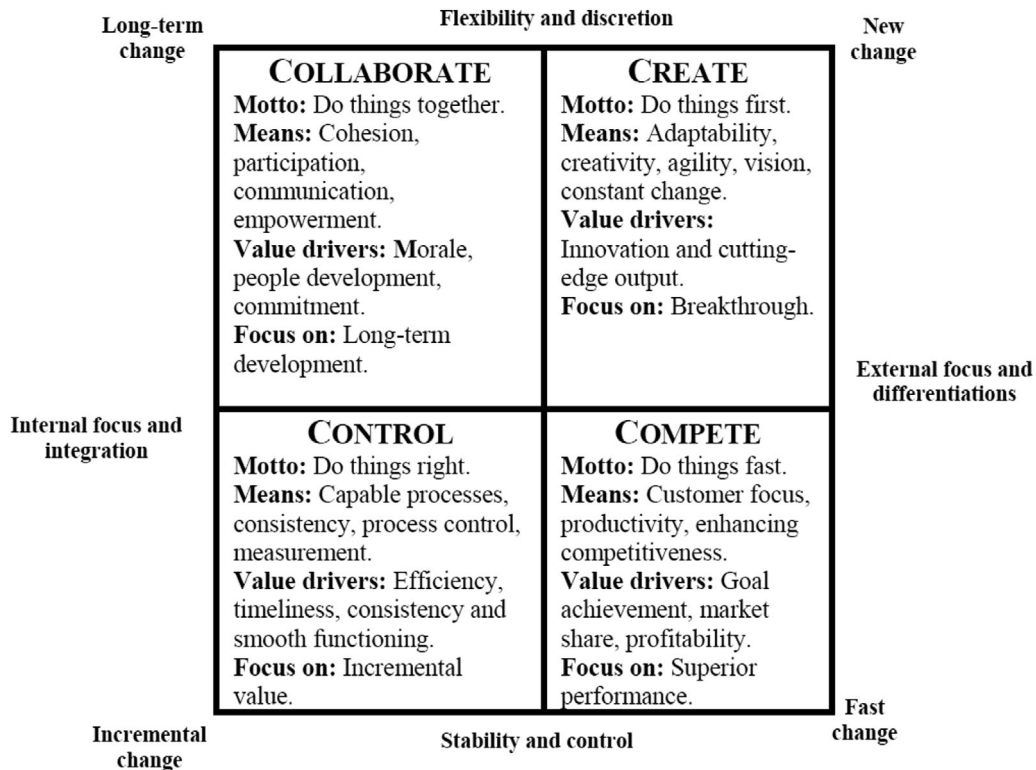 Flexibility and discretion
Long-term
change
New
change
COLLABORATE
Motto: Do things together.
Means: Cohesion,
participation,
communication,
empowerment.
Value drivers: Morale,
people development,
commitment.
Focus on: Long-term
development.
CREATE
Motto: Do things first.
Means: Adaptability,
creativity, agility, vision,
constant change.
Value drivers:
Innovation and cutting-
edge output.
Focus on: Breakthrough.
Internal focus and
integration
External focus and
differentiations
CONTROL
Motto: Do things right.
Means: Capable processes,
consistency, process control,
measurement.
Value drivers: Efficiency,
timeliness, consistency and
smooth functioning.
Focus on: Incremental
value.
COMPETE
Motto: Do things fast.
Means: Customer focus,
productivity, enhancing
competitiveness.
Value drivers: Goal
achievement, market
share, profitability.
Focus on: Superior
performance.
Incremental
change
Stability and control
Fast
change